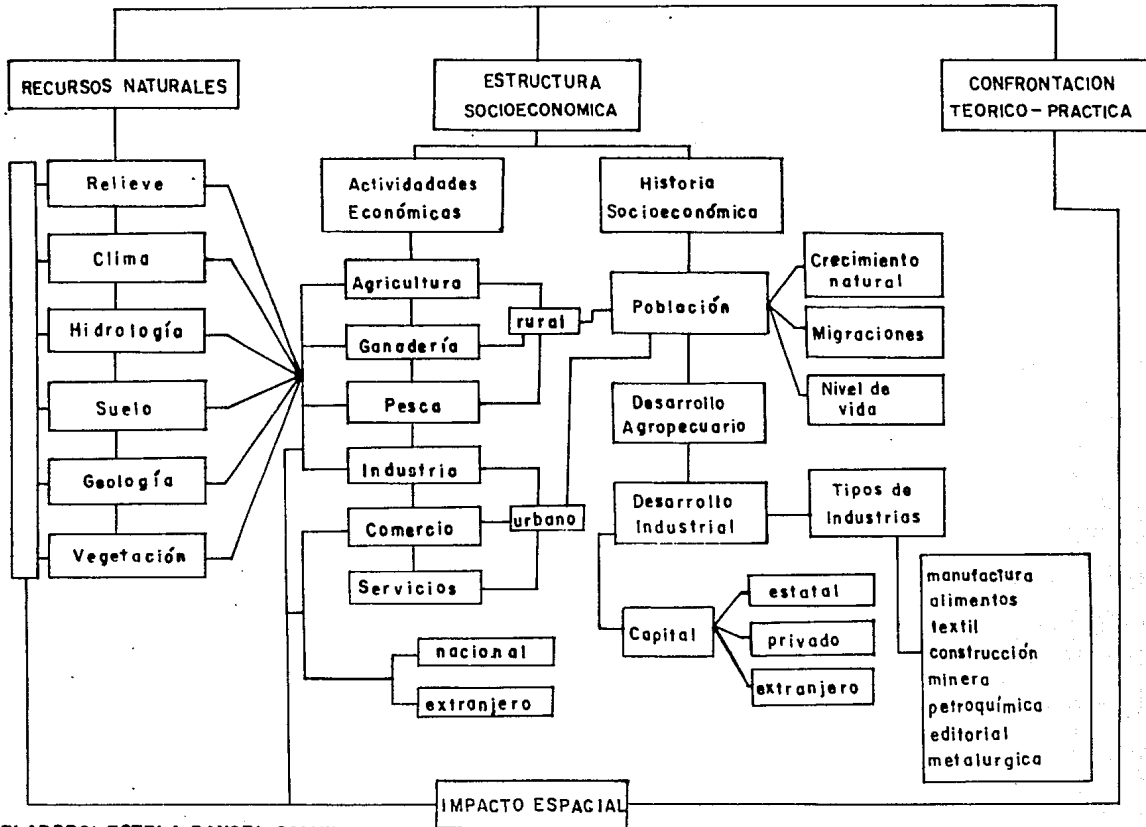 RECURSOS NATURALES
ESTRUCTURA
SOCIOECONOMICA
CONFRONTACION
TEORICO - PRACTICA
Relieve
Clima
Hidrología
Suelo
Geología
Vegetación
Actividadades
Económicas
Agricultura
Ganadería
Pesca
Industria
Comercio
Servicios
nacional
extranjero
rural
urbano
Historia
Socioeconómica
Población
Crecimiento
natural
Migraciones
Nivel de
vida
Desarrollo
Agropecuario
Desarrollo
Industrial
Tipos de
Industrias
Capital
estatal
privado
extranjero
manufactura
alimentos
textil
construcción
minera
petroquímica
editorial
metalurgica
IMPACTO ESPACIAL